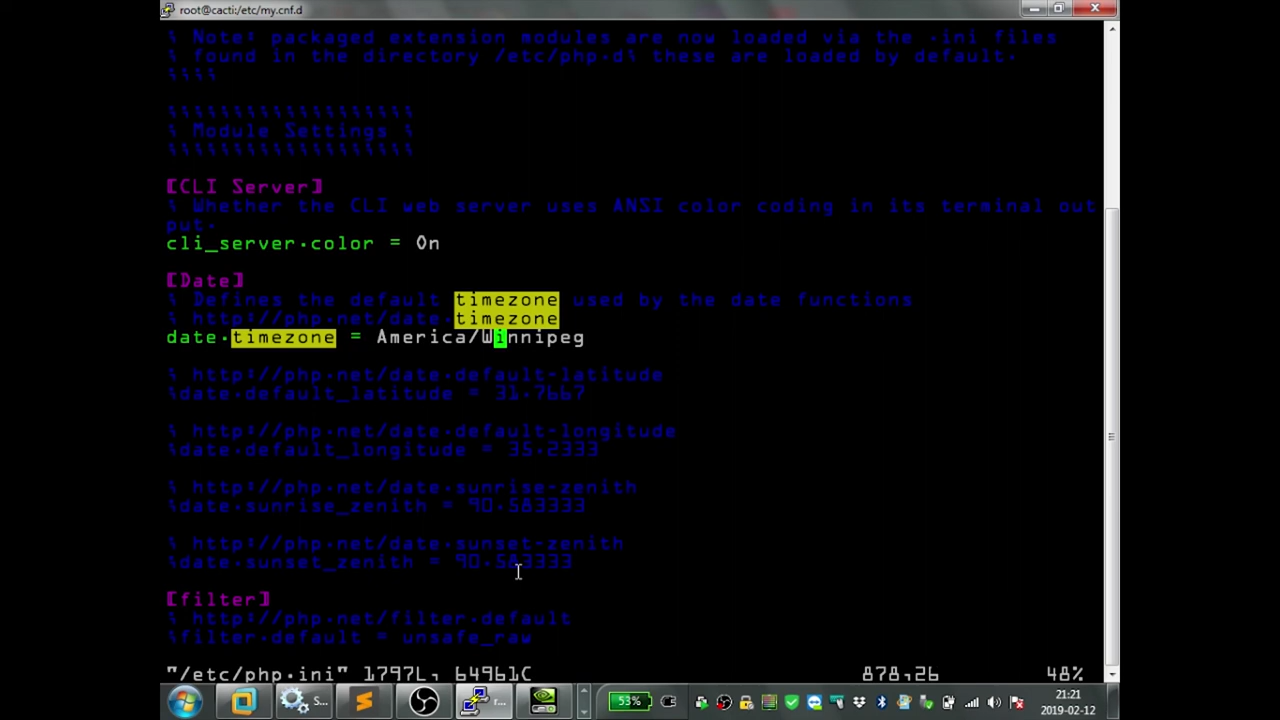 root@cacti:/etc/my.cnf.d
; Note: packaged extension modules are now loaded via the .ini files
; found in the directory /etc/php.d; these are loaded by default.
;;;;
;;;;;;;;;;;;;;;;;;;
; Module Settings ;
;;;;;;;;;;;;;;;;;;;
[CLI Server]
; Whether the CLI web server uses ANSI color coding in its terminal out
put.
cli_server.color = On
[Date]
; Defines the default timezone used by the date functions
; http://php.net/date.timezone
date.timezone = America/Winnipeg
; http://php.net/date.default-latitude
;date.default_latitude = 31.7667
; http://php.net/date.default-longitude
;date.default_longitude = 35.2333
; http://php.net/date.sunrise-zenith
;date.sunrise_zenith = 90.583333
; http://php.net/date.sunset-zenith
;date.sunset_zenith = 90.583333
[filter]
; http://php.net/filter.default
;filter.default = unsafe_raw
"/etc/php.ini" 1797L, 64961C 878,26 48%
S...
r...
53%
21:21
2019-02-12